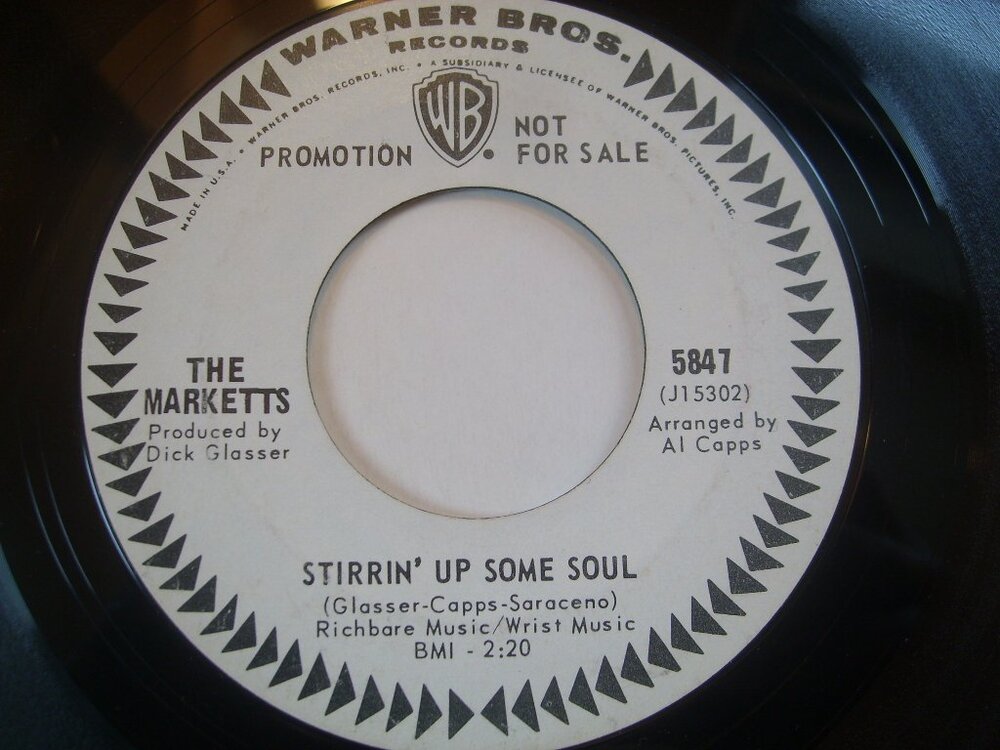 WARNER BROS.
RECORDS
MADE IN U.S.A. • WARNER BROS. RECORDS, INC. • A SUBSIDIARY & LICENSEE OF WARNER BROS. PICTURES, INC.
WB
PROMOTION
NOT
FOR SALE
THE
MARKETTS
Produced by
Dick Glasser
5847
(J15302)
Arranged by
Al Capps
STIRRIN' UP SOME SOUL
(Glasser-Capps-Saraceno)
Richbare Music/Wrist Music
BMI - 2:20